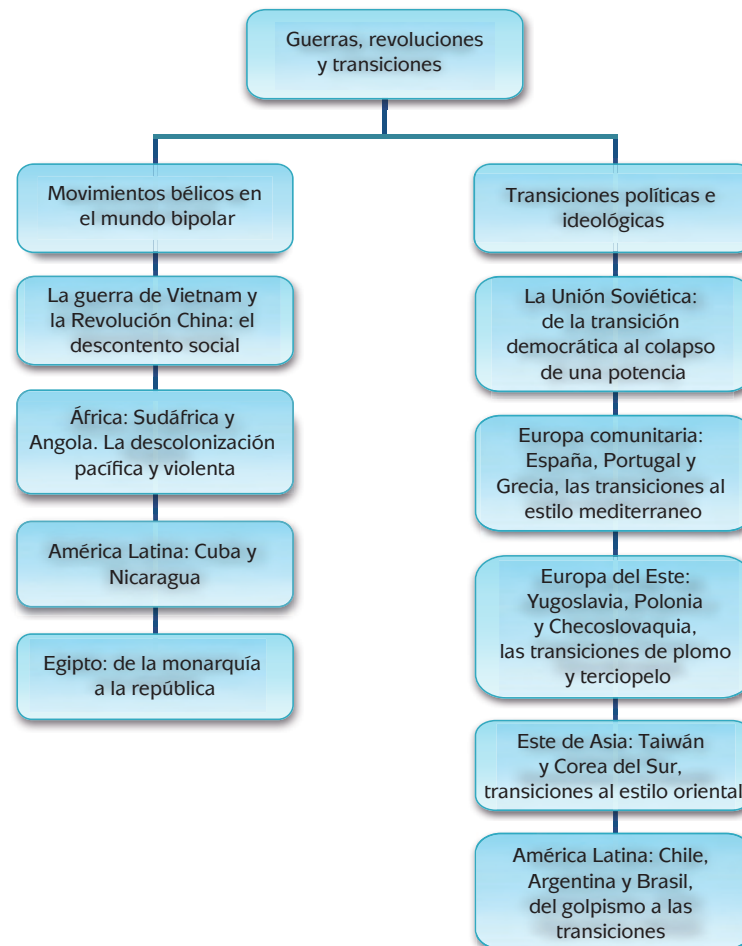 Guerras, revoluciones
y transiciones
Movimientos bélicos en
el mundo bipolar
La guerra de Vietnam y
la Revolución China: el
descontento social
África: Sudáfrica y
Angola. La descolonización
pacífica y violenta
América Latina: Cuba y
Nicaragua
Egipto: de la monarquía
a la república
Transiciones políticas e
ideológicas
La Unión Soviética:
de la transición
democrática al colapso
de una potencia
Europa comunitaria:
España, Portugal y
Grecia, las transiciones al
estilo mediterraneo
Europa del Este:
Yugoslavia, Polonia
y Checoslovaquia,
las transiciones de plomo
y terciopelo
Este de Asia: Taiwán
y Corea del Sur,
transiciones al estilo oriental
América Latina: Chile,
Argentina y Brasil,
del golpismo a las
transiciones